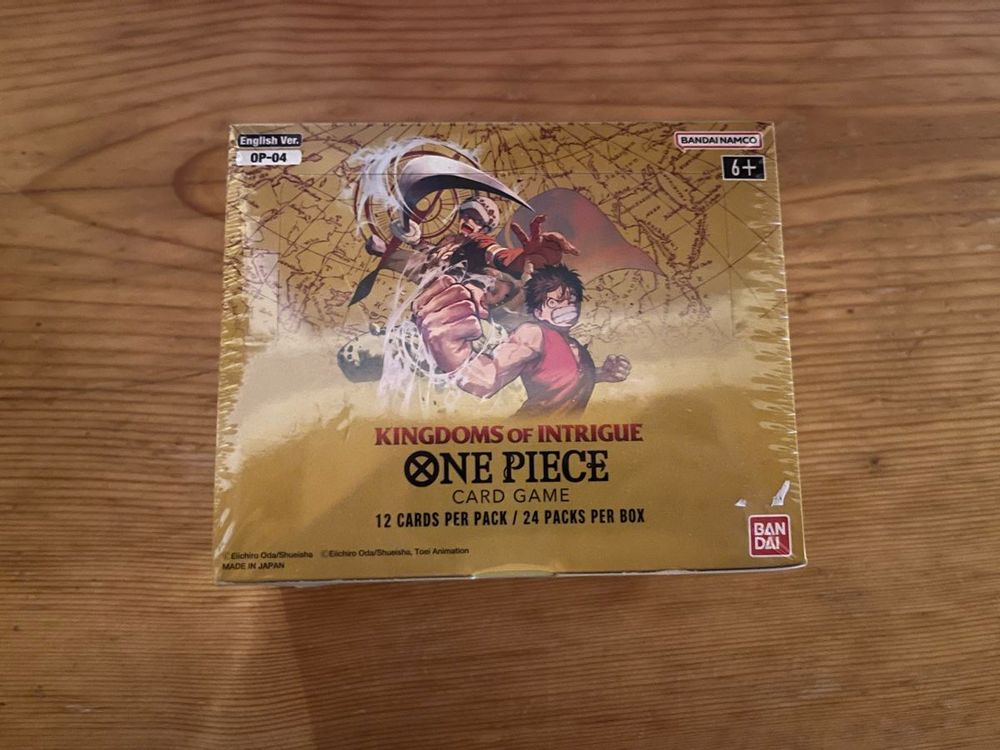 English Ver.
OP-04
BANDAI NAMCO
6+
KINGDOMS OF INTRIGUE
ONE PIECE
CARD GAME
12 CARDS PER PACK / 24 PACKS PER BOX
BAN
DAI
©Eiichiro Oda/Shueisha ©Eiichiro Oda/Shueisha, Toei Animation
MADE IN JAPAN